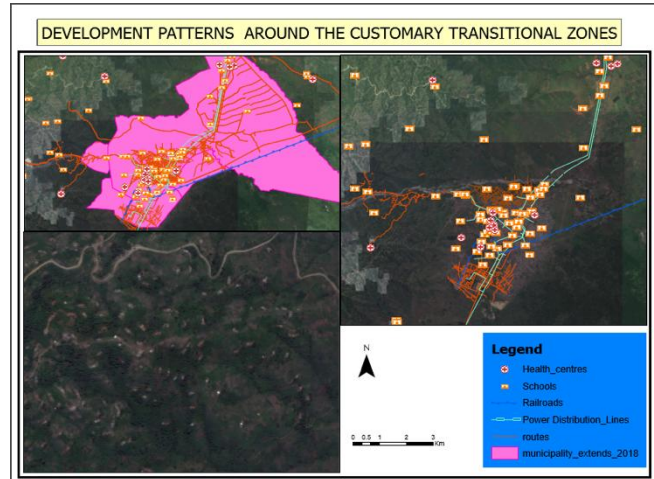 DEVELOPMENT PATTERNS AROUND THE CUSTOMARY TRANSITIONAL ZONES
N
0 0.5 1 2 3
Km
Legend
Health_centres
Schools
Railroads
Power Distribution_Lines
routes
municipality_extends_2018